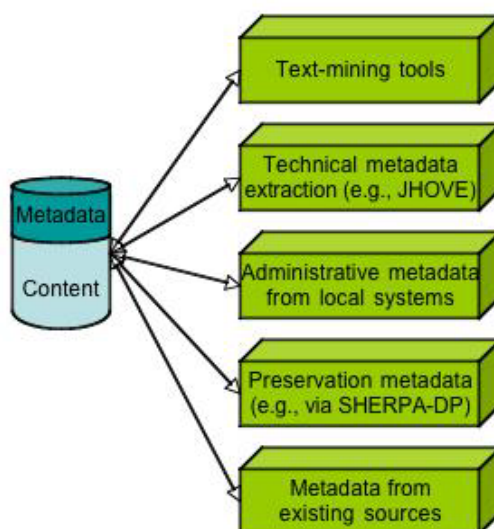 Text-mining tools
Technical metadata
extraction (e.g., JHOVE)
Metadata
Content
Administrative metadata
from local systems
Preservation metadata
(e.g., via SHERPA-DP)
Metadata from
existing sources